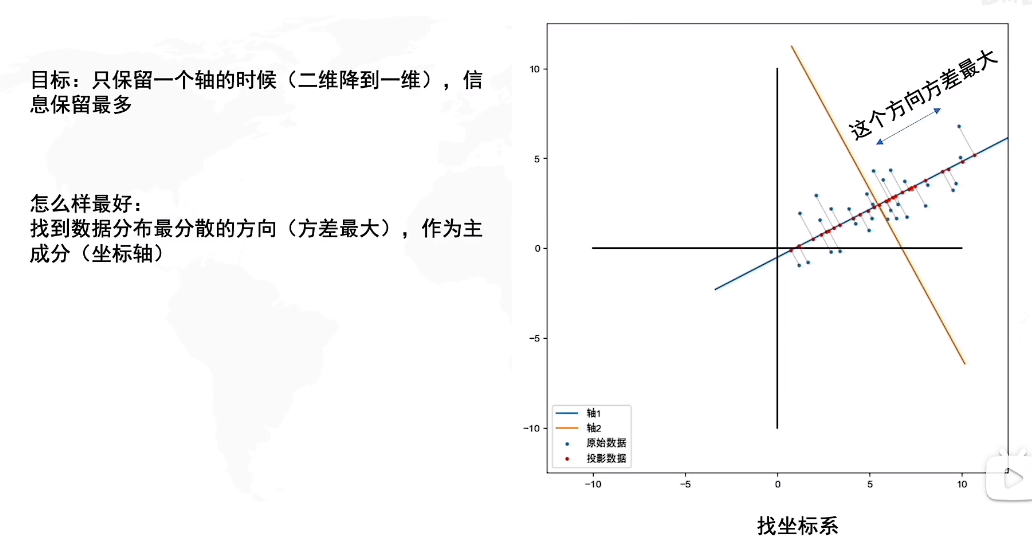 目标：只保留一个轴的时候（二维降到一维），信
息保留最多
怎么样最好：
找到数据分布最分散的方向（方差最大），作为主
成分（坐标轴）
这个方向方差最大
10
5
0
−5
−10
轴1
轴2
原始数据
投影数据
−10
−5
0
5
10
找坐标系